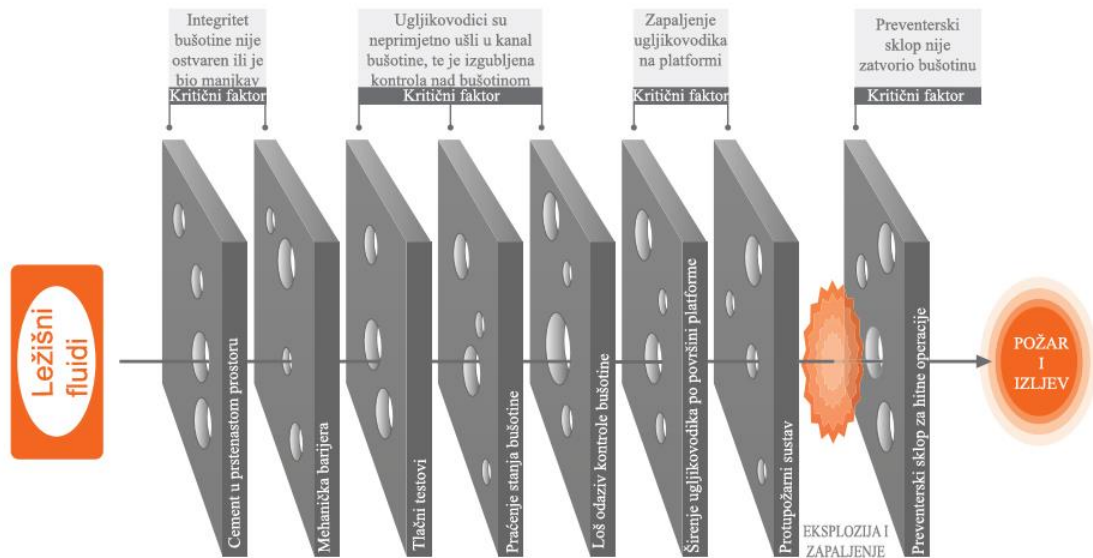 Integritet
bušotine nije
ostvaren ili je
bio manjkav
Kritični faktor
Ugljikovodici su
neprimjetno ušli u kanal
bušotine, te je izgubljena
kontrola nad bušotinom
Kritični faktor
Zapaljenje
ugljikovodika
na platformi
Kritični faktor
Preventerski
sklop nije
zatvorio bušotinu
Kritični faktor
Ležišni
fluidi
Cement u prstenastom prostoru
Mehanička barijera
Tlačni testovi
Praćenje stanja bušotine
Loš odaziv kontrole bušotine
Širenje ugljikovodika po površini platforme
Protupožarni sustav
EKSPLOZIJA I
ZAPALJENJE
Preventerski sklop za hitne operacije
POŽAR
I
IZLJEV